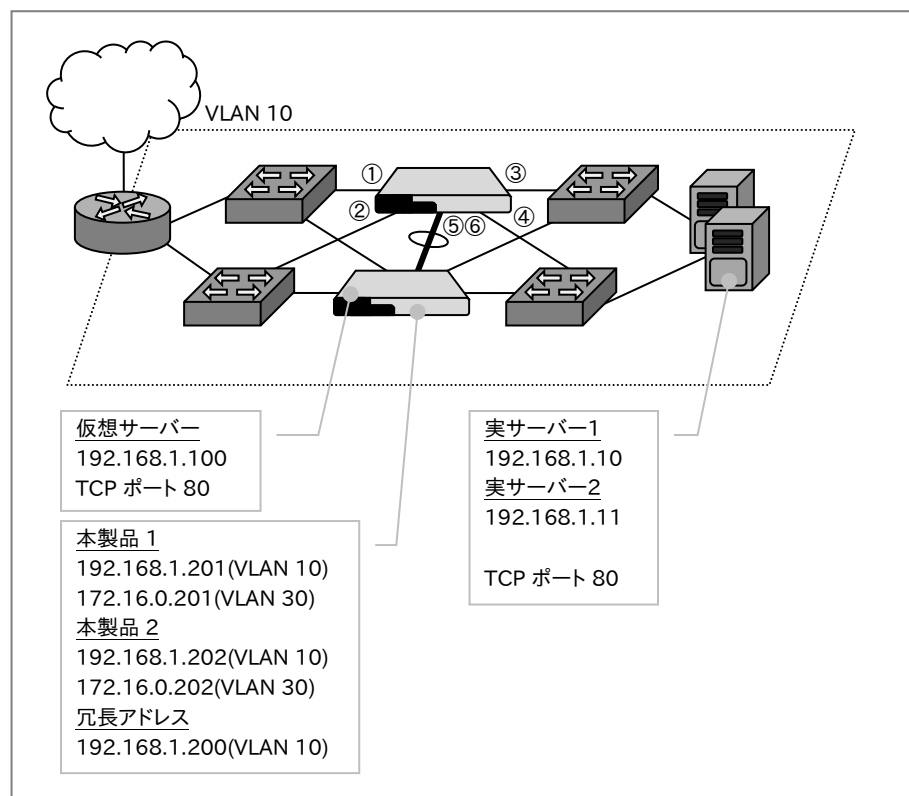 VLAN 10
①
③
②
④
⑤⑥
仮想サーバー
192.168.1.100
TCP ポート 80
実サーバー1
192.168.1.10
実サーバー2
192.168.1.11
TCP ポート 80
本製品 1
192.168.1.201(VLAN 10)
172.16.0.201(VLAN 30)
本製品 2
192.168.1.202(VLAN 10)
172.16.0.202(VLAN 30)
冗長アドレス
192.168.1.200(VLAN 10)